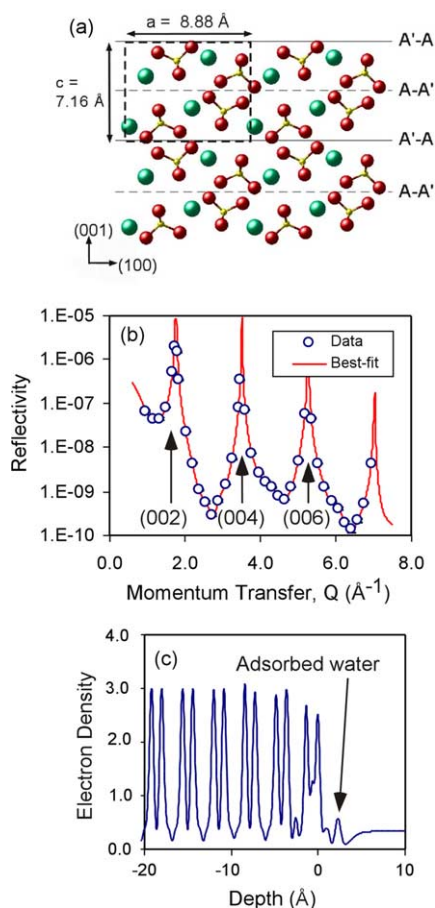 (a)
a = 8.88 Å
c =
7.16 Å
A'-A
A-A'
A'-A
A-A'
(001)
(100)
(b)
1.E-05
1.E-06
1.E-07
1.E-08
1.E-09
1.E-10
Reflectivity
Data
Best-fit
(002)
(004)
(006)
0.0 2.0 4.0 6.0 8.0
Momentum Transfer, Q (Å⁻¹)
(c)
Adsorbed water
4.0
3.0
2.0
1.0
0.0
Electron Density
-20 -10 0 10
Depth (Å)